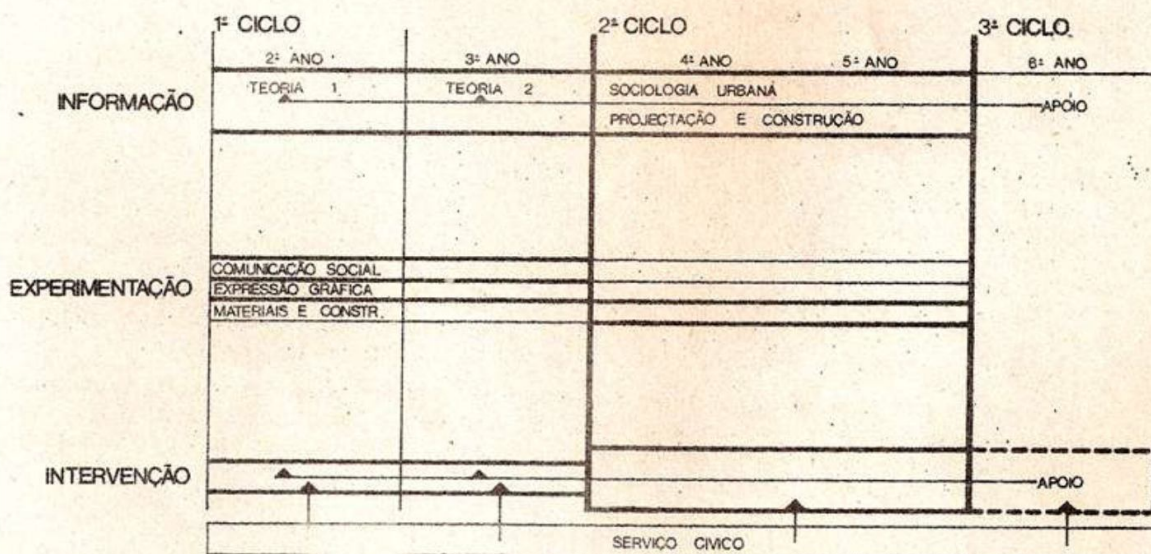 1º CICLO
2º CICLO
3º CICLO
2º ANO
3º ANO
4º ANO
5º ANO
6º ANO
INFORMAÇÃO
TEORIA 1
TEORIA 2
SOCIOLOGIA URBANA
PROJECTAÇÃO E CONSTRUÇÃO
APOIO
EXPERIMENTAÇÃO
COMUNICAÇÃO SOCIAL
EXPRESSÃO GRÁFICA
MATERIAIS E CONSTR.
INTERVENÇÃO
APOIO
SERVIÇO CIVICO